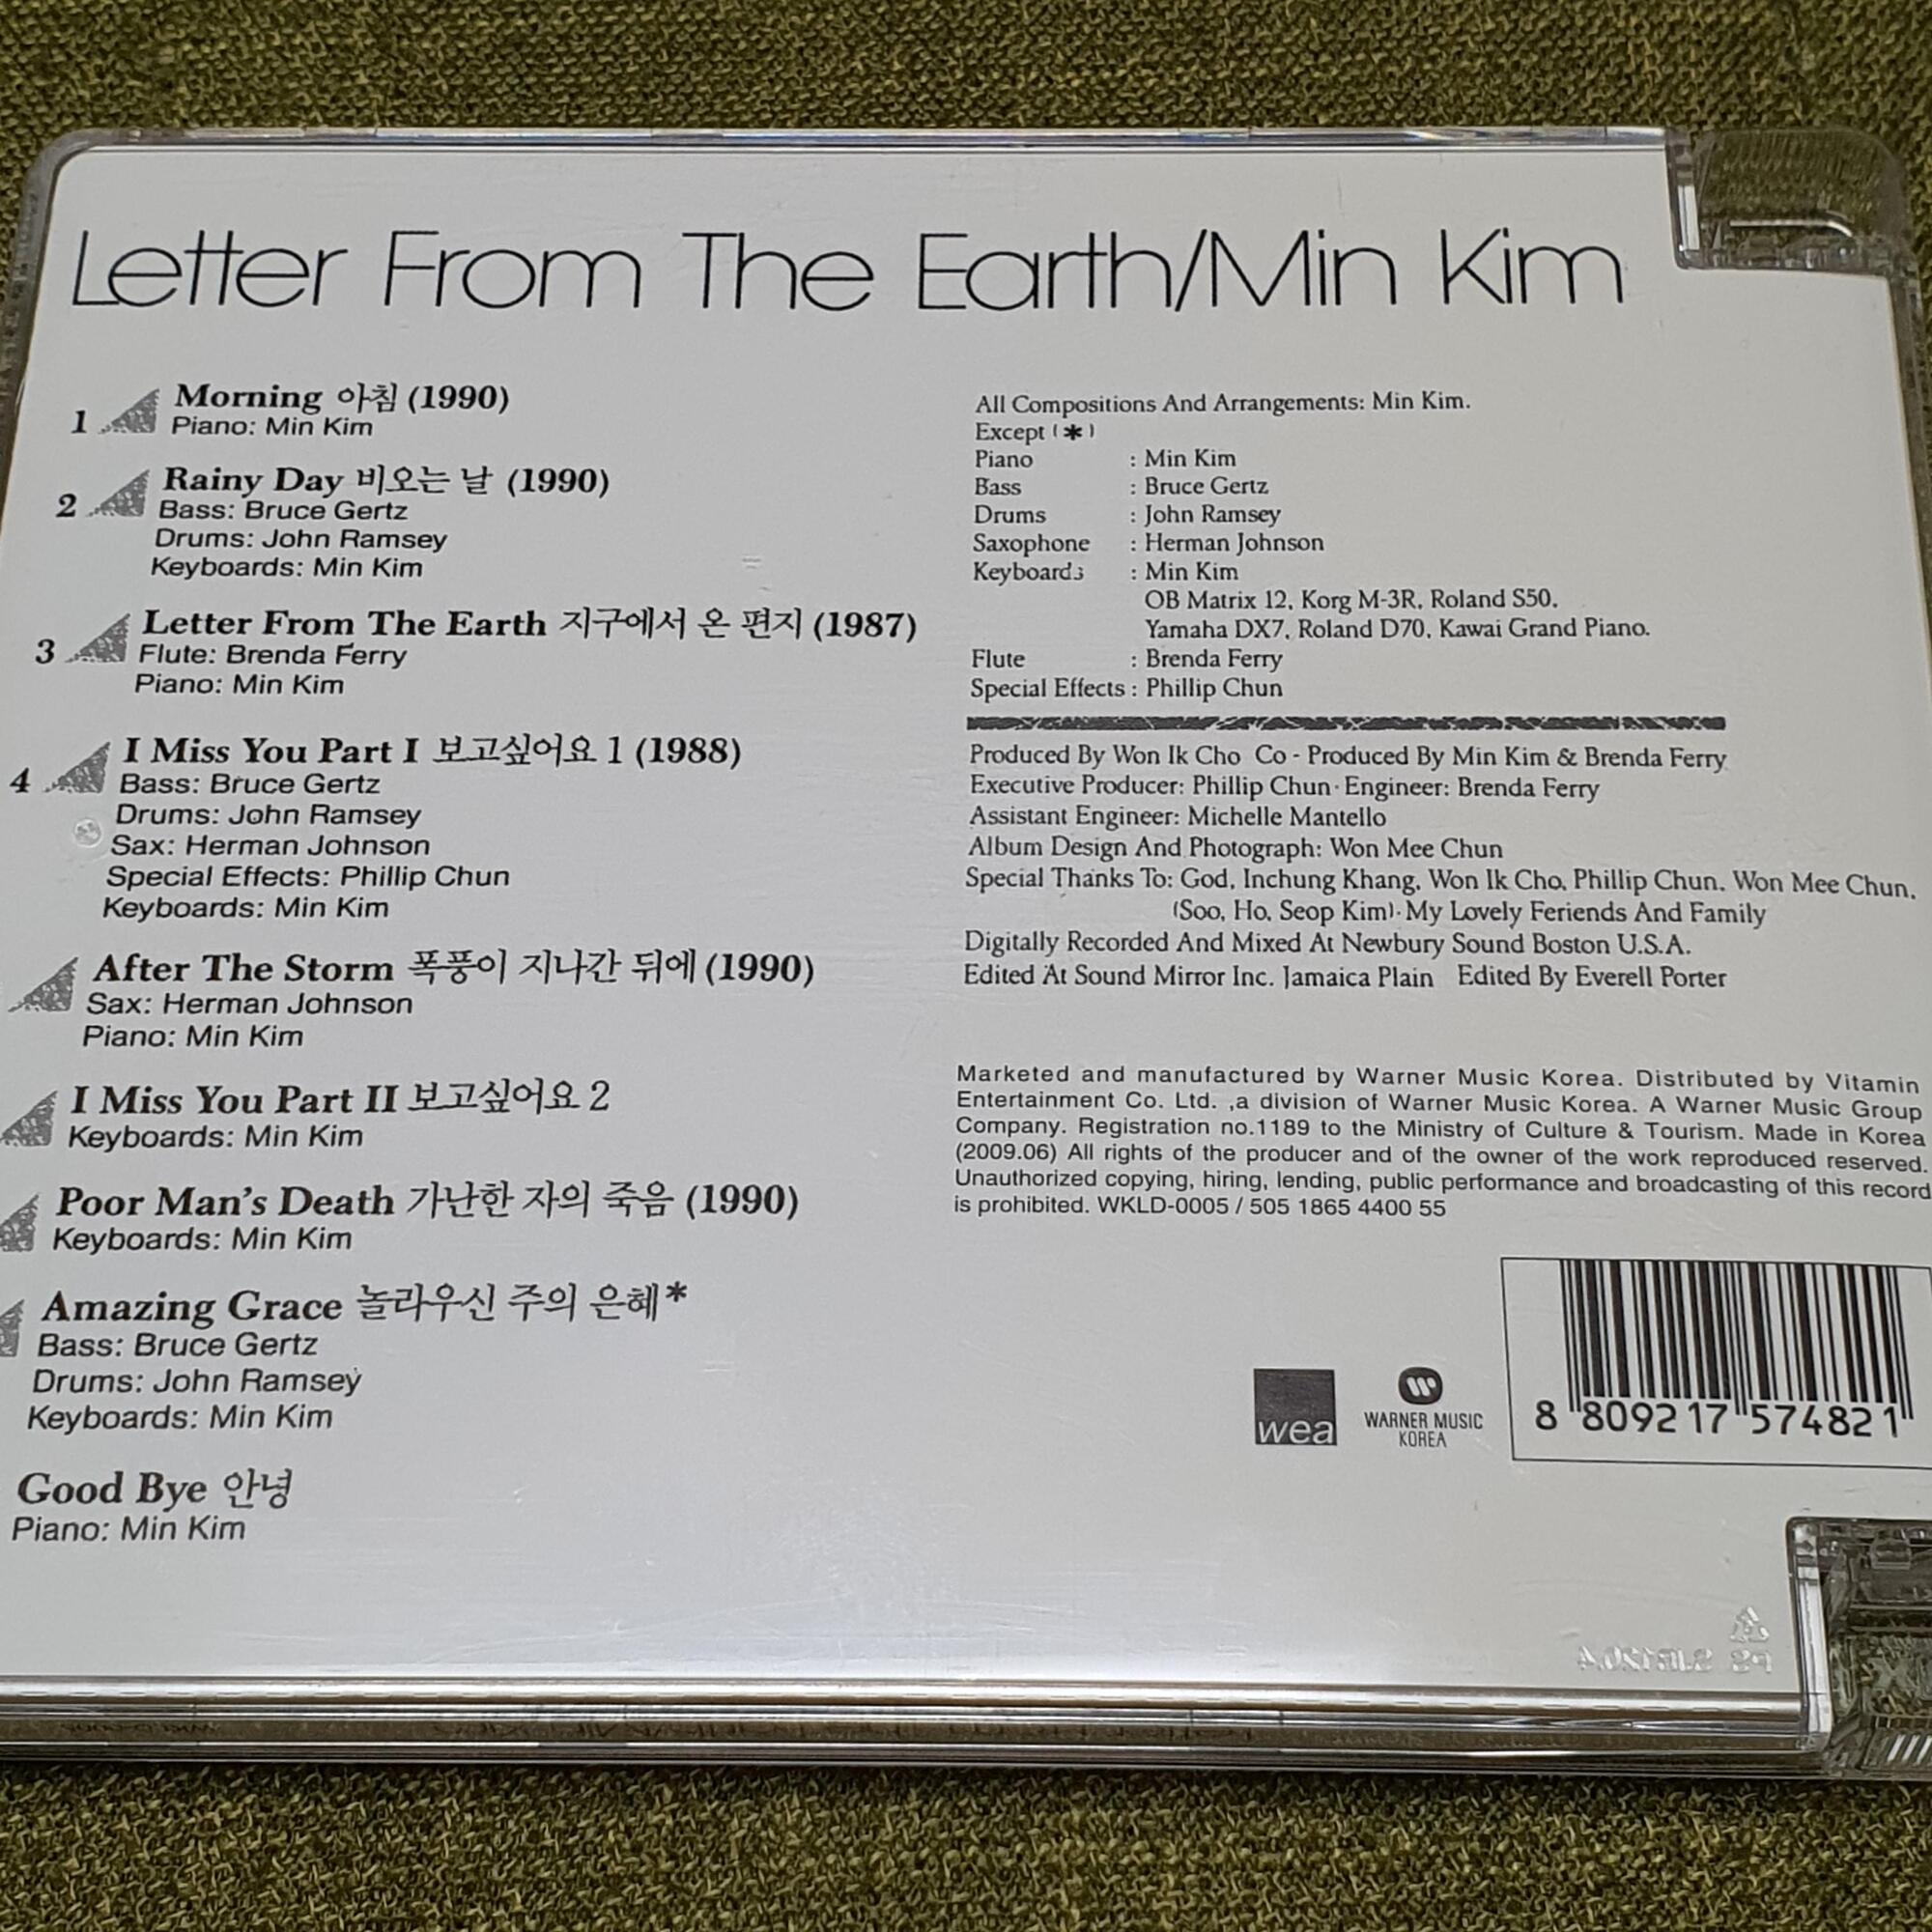 Letter From The Earth/Min Kim
1 Morning 아침 (1990)
Piano: Min Kim
2 Rainy Day 비오는 날 (1990)
Bass: Bruce Gertz
Drums: John Ramsey
Keyboards: Min Kim
3 Letter From The Earth 지구에서 온 편지 (1987)
Flute: Brenda Ferry
Piano: Min Kim
4 I Miss You Part I 보고싶어요 1 (1988)
Bass: Bruce Gertz
Drums: John Ramsey
Sax: Herman Johnson
Special Effects: Phillip Chun
Keyboards: Min Kim
After The Storm 폭풍이 지나간 뒤에 (1990)
Sax: Herman Johnson
Piano: Min Kim
I Miss You Part II 보고싶어요 2
Keyboards: Min Kim
Poor Man's Death 가난한 자의 죽음 (1990)
Keyboards: Min Kim
Amazing Grace 놀라우신 주의 은혜*
Bass: Bruce Gertz
Drums: John Ramsey
Keyboards: Min Kim
Good Bye 안녕
Piano: Min Kim
All Compositions And Arrangements: Min Kim.
Except (*)
Piano : Min Kim
Bass : Bruce Gertz
Drums : John Ramsey
Saxophone : Herman Johnson
Keyboards : Min Kim
OB Matrix 12, Korg M-3R, Roland S50,
Yamaha DX7, Roland D70, Kawai Grand Piano.
Flute : Brenda Ferry
Special Effects : Phillip Chun
Produced By Won Ik Cho Co - Produced By Min Kim & Brenda Ferry
Executive Producer: Phillip Chun · Engineer: Brenda Ferry
Assistant Engineer: Michelle Mantello
Album Design And Photograph: Won Mee Chun
Special Thanks To: God, Inchung Khang, Won Ik Cho, Phillip Chun, Won Mee Chun,
(Soo, Ho, Seop Kim) · My Lovely Feriends And Family
Digitally Recorded And Mixed At Newbury Sound Boston U.S.A.
Edited At Sound Mirror Inc. Jamaica Plain Edited By Everell Porter
Marketed and manufactured by Warner Music Korea. Distributed by Vitamin
Entertainment Co. Ltd. ,a division of Warner Music Korea. A Warner Music Group
Company. Registration no.1189 to the Ministry of Culture & Tourism. Made in Korea
(2009.06) All rights of the producer and of the owner of the work reproduced reserved.
Unauthorized copying, hiring, lending, public performance and broadcasting of this record
is prohibited. WKLD-0005 / 505 1865 4400 55
wea
WARNER MUSIC
KOREA
8 809217 574821